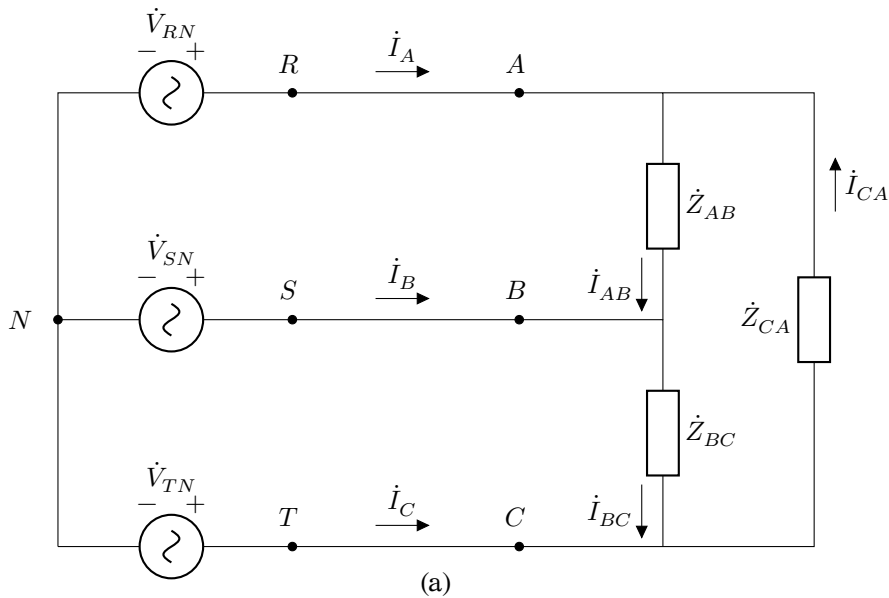 V̇_RN
− +
R
İ_A
A
Ż_AB
İ_CA
V̇_SN
− +
N
S
İ_B
B
İ_AB
Ż_CA
Ż_BC
V̇_TN
− +
T
İ_C
C
İ_BC
(a)